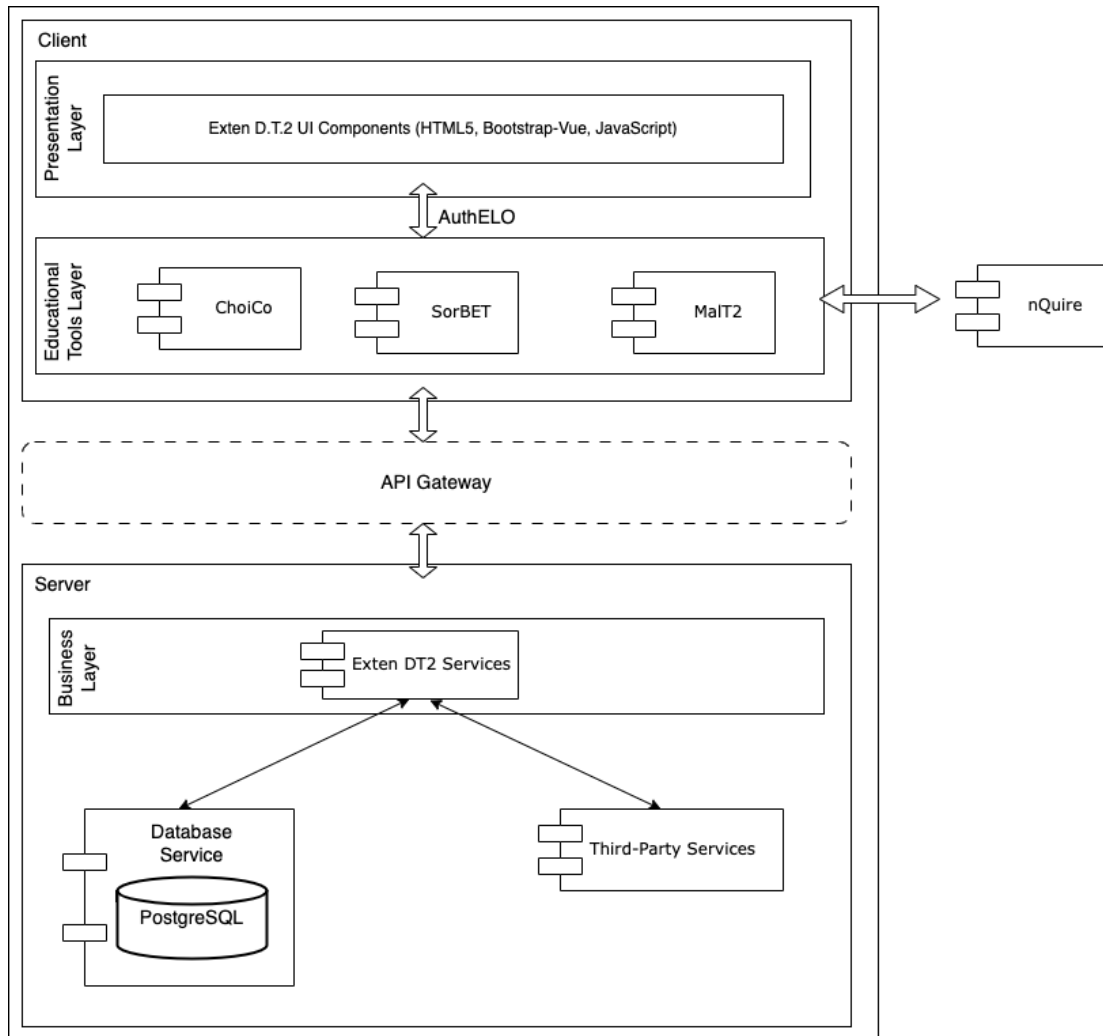 Client
Presentation
Layer
Exten D.T.2 UI Components (HTML5, Bootstrap-Vue, JavaScript)
AuthELO
Educational
Tools Layer
ChoiCo
SorBET
MalT2
nQuire
API Gateway
Server
Business
Layer
Exten DT2 Services
Database
Service
PostgreSQL
Third-Party Services